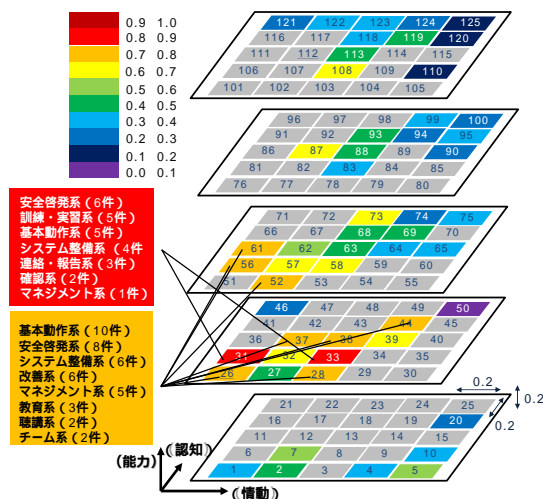 0.9 1.0
0.8 0.9
0.7 0.8
0.6 0.7
0.5 0.6
0.4 0.5
0.3 0.4
0.2 0.3
0.1 0.2
0.0 0.1
121 122 123 124 125
116 117 118 119 120
111 112 113 114 115
106 107 108 109 110
101 102 103 104 105
96 97 98 99 100
91 92 93 94 95
86 87 88 89 90
81 82 83 84 85
76 77 78 79 80
安全啓発系(6件)
訓練・実習系(5件)
基本動作系(5件)
システム整備系(4件
連絡・報告系(3件)
確認系(2件)
マネジメント系(1件)
71 72 73 74 75
66 67 68 69 70
61 62 63 64 65
56 57 58 59 60
51 52 53 54 55
基本動作系(10件)
安全啓発系(8件)
システム整備系(6件)
改善系(6件)
マネジメント系(5件)
教育系(3件)
聴講系(2件)
チーム系(2件)
46 47 48 49 50
41 42 43 44 45
36 37 38 39 40
31 32 33 34 35
26 27 28 29 30
0.2
0.2
0.2
21 22 23 24 25
16 17 18 19 20
11 12 13 14 15
6 7 8 9 10
1 2 3 4 5
(能力)
(認知)
(情動)